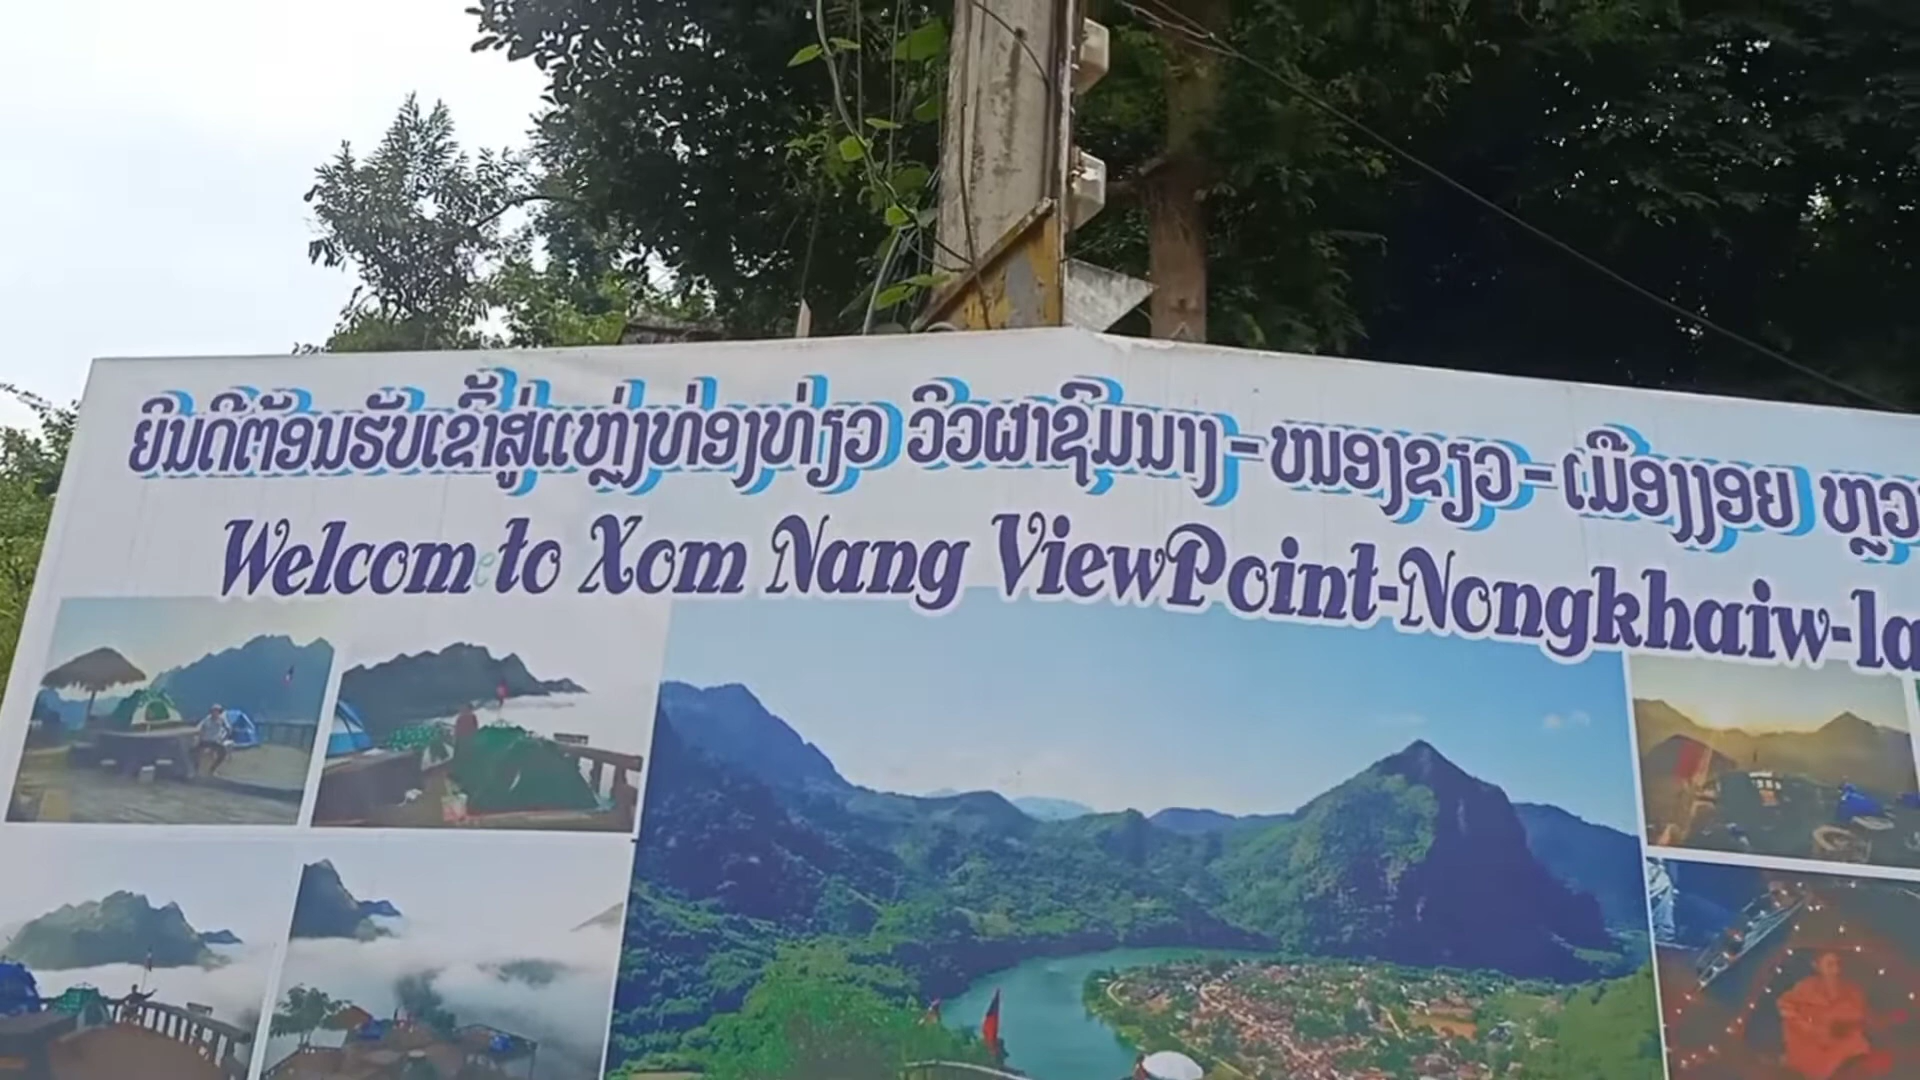 ຍິນດີຕ້ອນຮັບເຂົ້າສູ່ແຫຼ່ງທ່ອງທ່ຽວ ວິວຜາຊົມນາງ-ໜອງຂຽວ-ເມືອງງອຍ ຫຼວ
Welcome to Xom Nang ViewPoint-Nongkhaiw-la